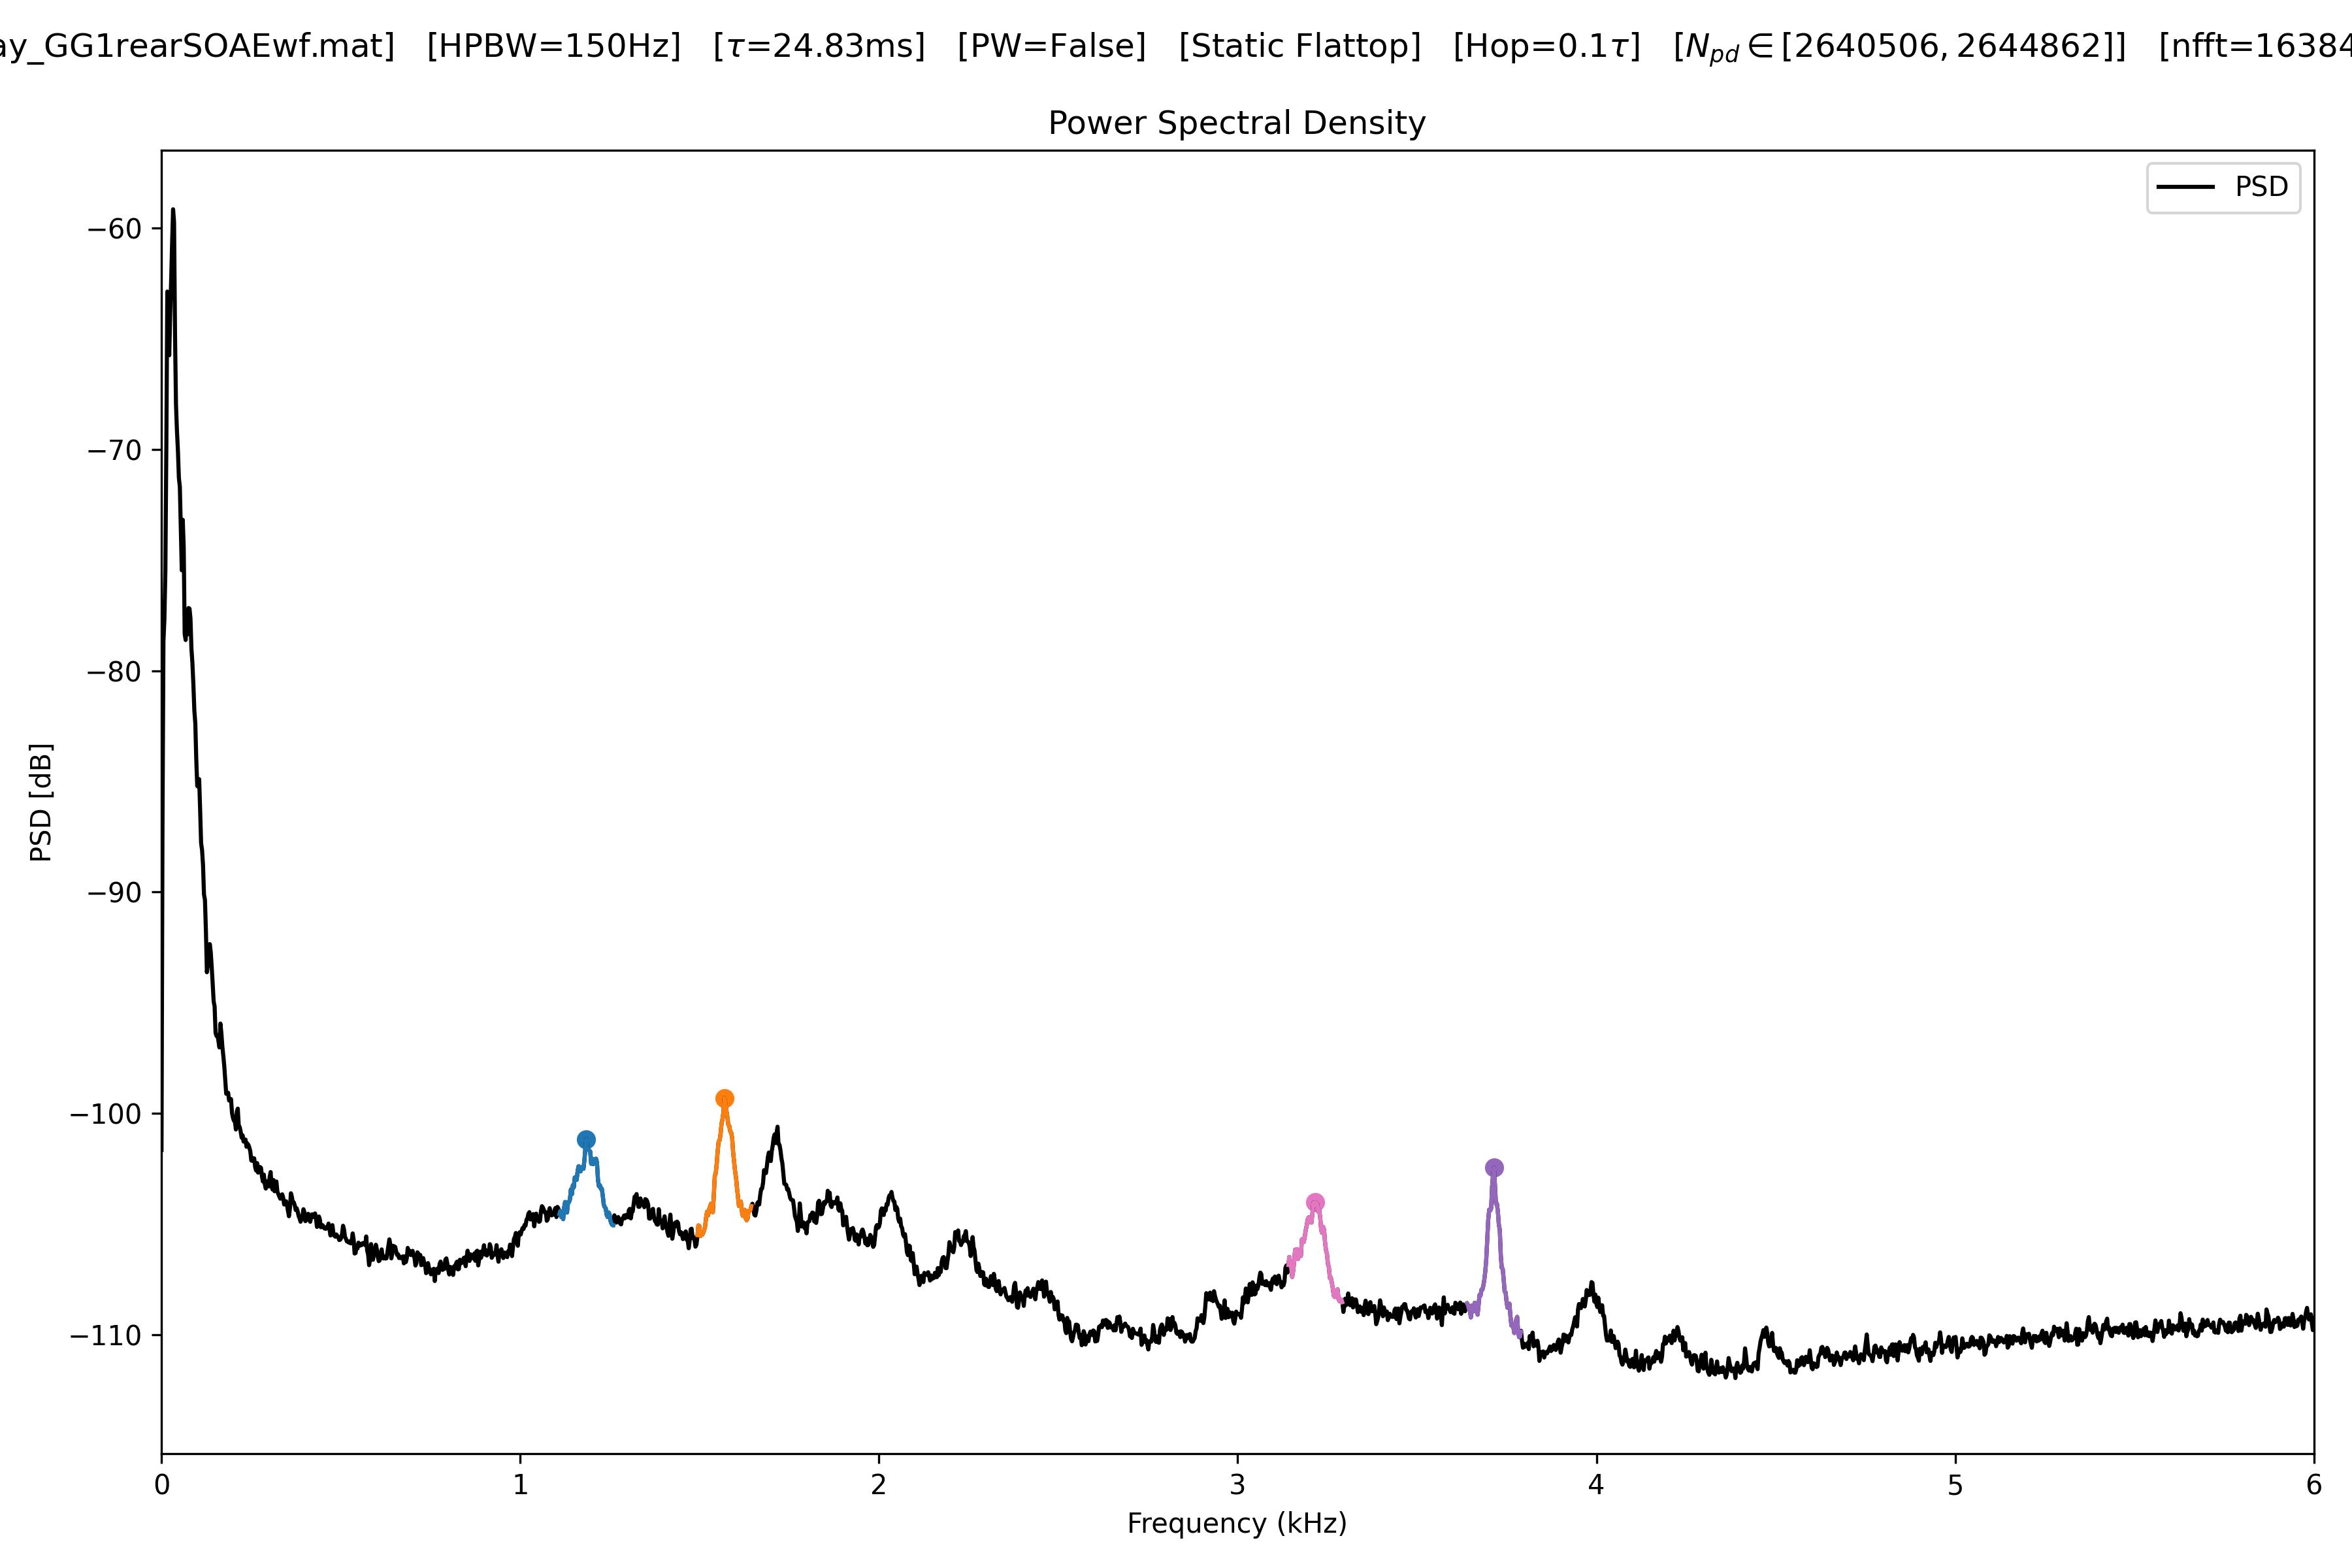 ay_GG1rearSOAEwf.mat] [HPBW=150Hz] [τ=24.83ms] [PW=False] [Static Flattop] [Hop=0.1τ] [N_pd ∈ [2640506, 2644862]] [nfft=16384
Power Spectral Density
PSD
−60
−70
−80
−90
−100
−110
PSD [dB]
0 1 2 3 4 5 6
Frequency (kHz)